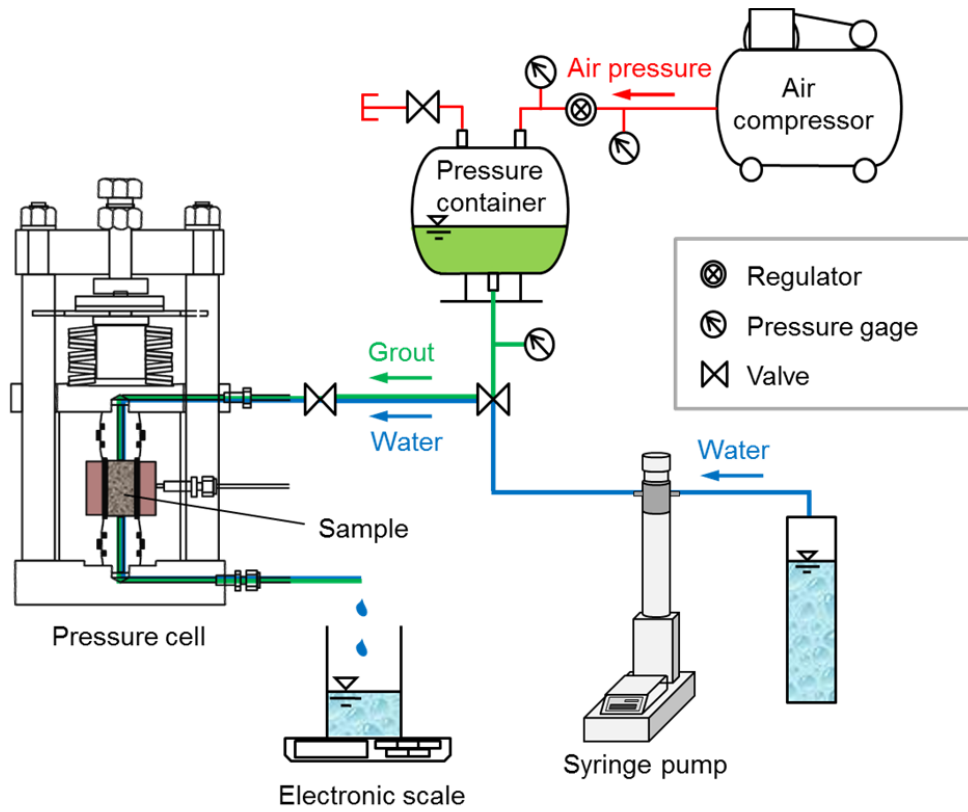 Air pressure
Air
compressor
Pressure
container
Regulator
Pressure gage
Valve
Grout
Water
Water
Sample
Pressure cell
Syringe pump
Electronic scale